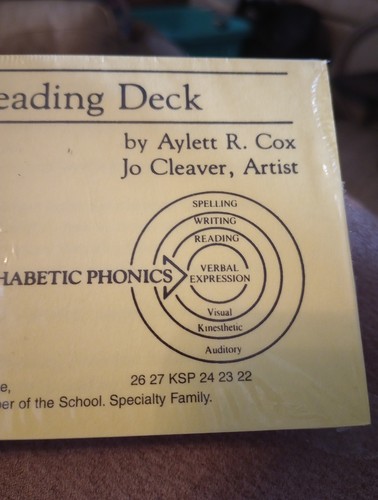 eading Deck
by Aylett R. Cox
Jo Cleaver, Artist
SPELLING
WRITING
READING
HABETIC PHONICS
VERBAL
EXPRESSION
Visual
Kinesthetic
Auditory
26 27 KSP 24 23 22
e,
er of the School. Specialty Family.